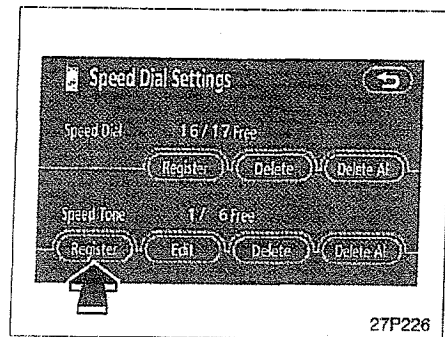 Speed Dial Settings
Speed Dial 16/17 Free
Register Delete Delete All
Speed Tone 1/ 6 Free
Register Edit Delete Delete All
27P226